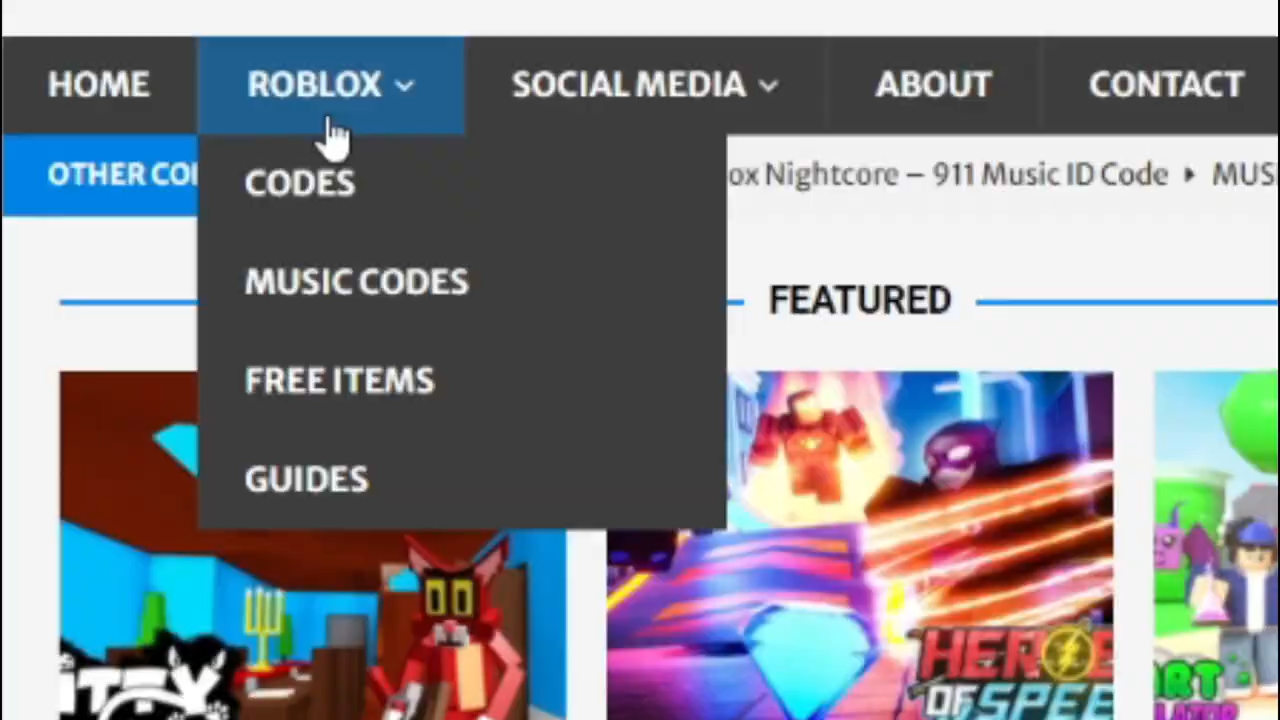 HOME ROBLOX SOCIAL MEDIA ABOUT CONTACT
OTHER Nightcore – 911 Music ID Code
CODES
MUSIC CODES
FEATURED
FREE ITEMS
GUIDES
HEROES
OF SPEED